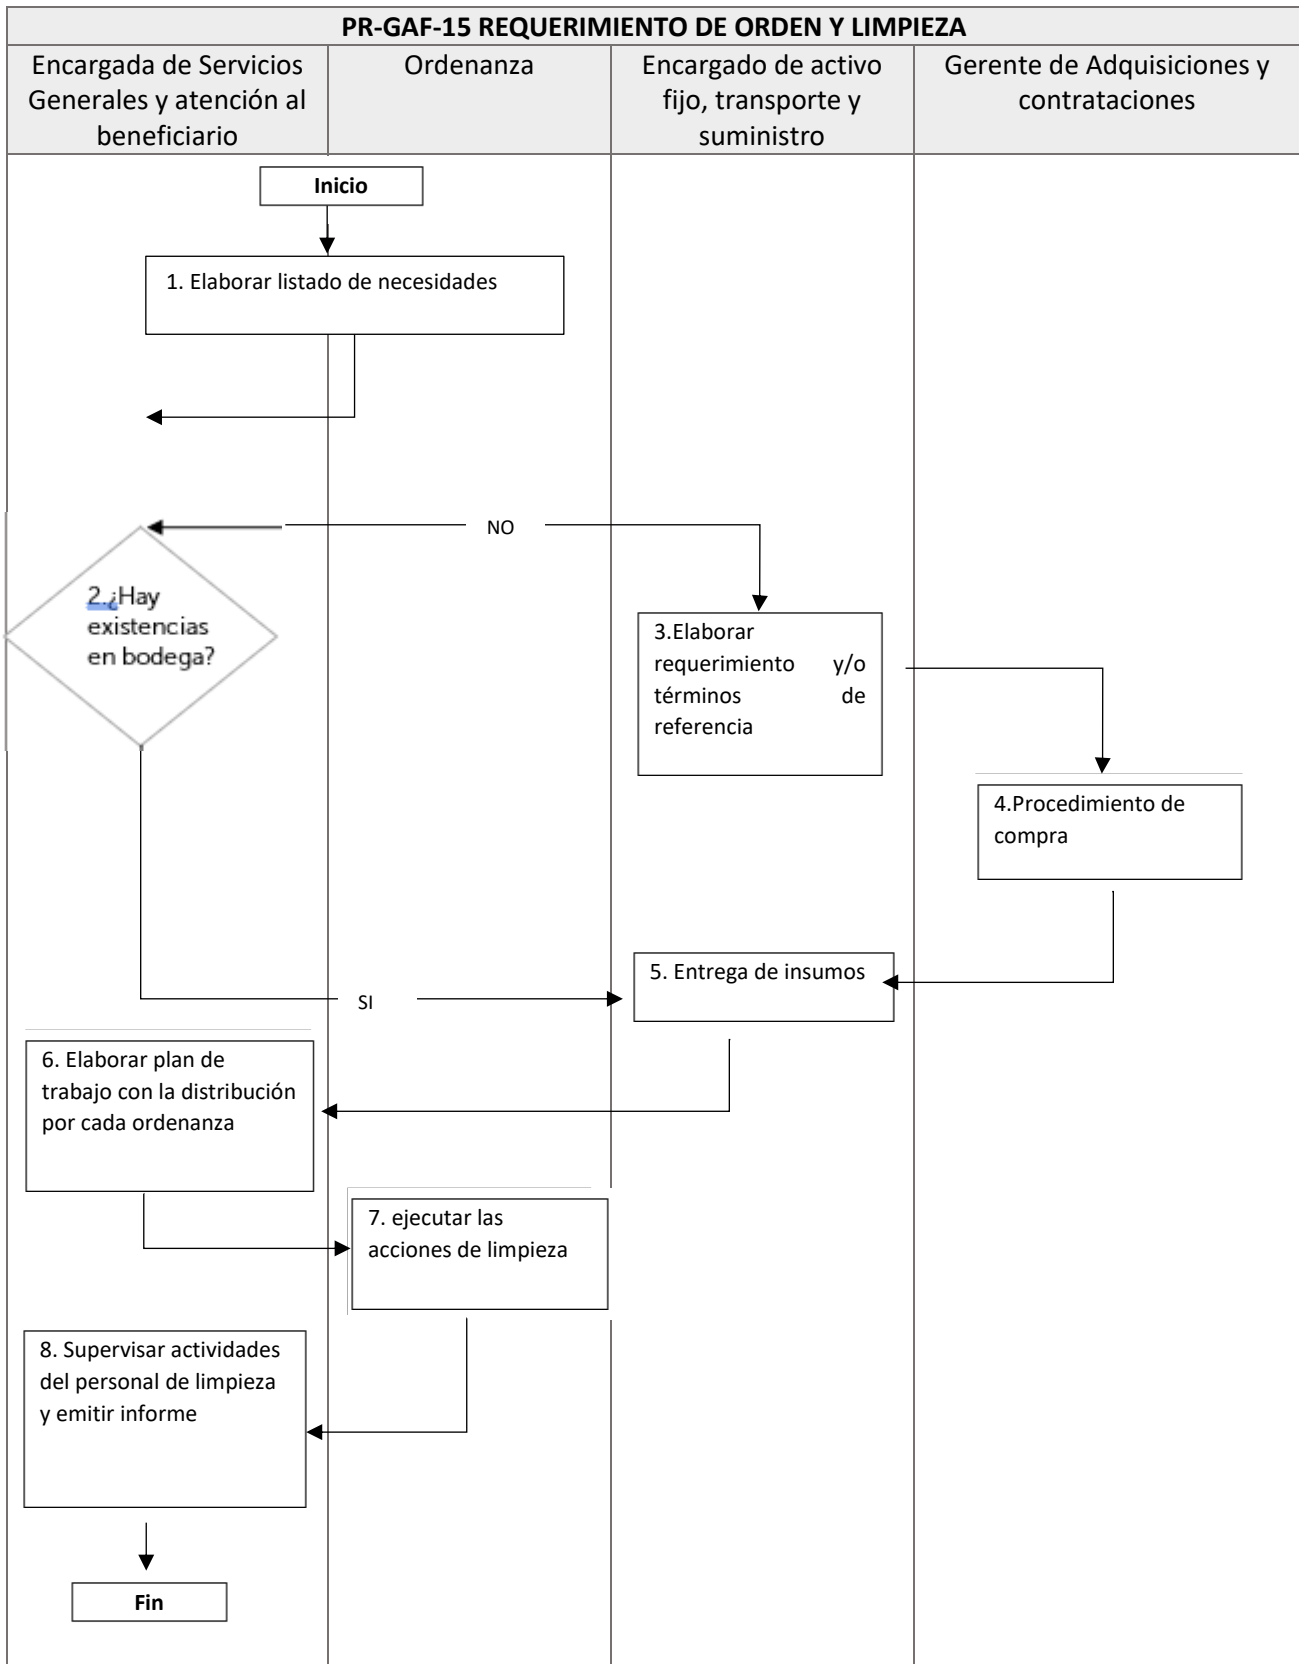 PR-GAF-15 REQUERIMIENTO DE ORDEN Y LIMPIEZA
Encargada de Servicios
Generales y atención al
beneficiario
Ordenanza
Encargado de activo
fijo, transporte y
suministro
Gerente de Adquisiciones y
contrataciones
Inicio
1. Elaborar listado de necesidades
NO
2.¿Hay
existencias
en bodega?
3.Elaborar
requerimiento y/o
términos de
referencia
4.Procedimiento de
compra
5. Entrega de insumos
SI
6. Elaborar plan de
trabajo con la distribución
por cada ordenanza
7. ejecutar las
acciones de limpieza
8. Supervisar actividades
del personal de limpieza
y emitir informe
Fin